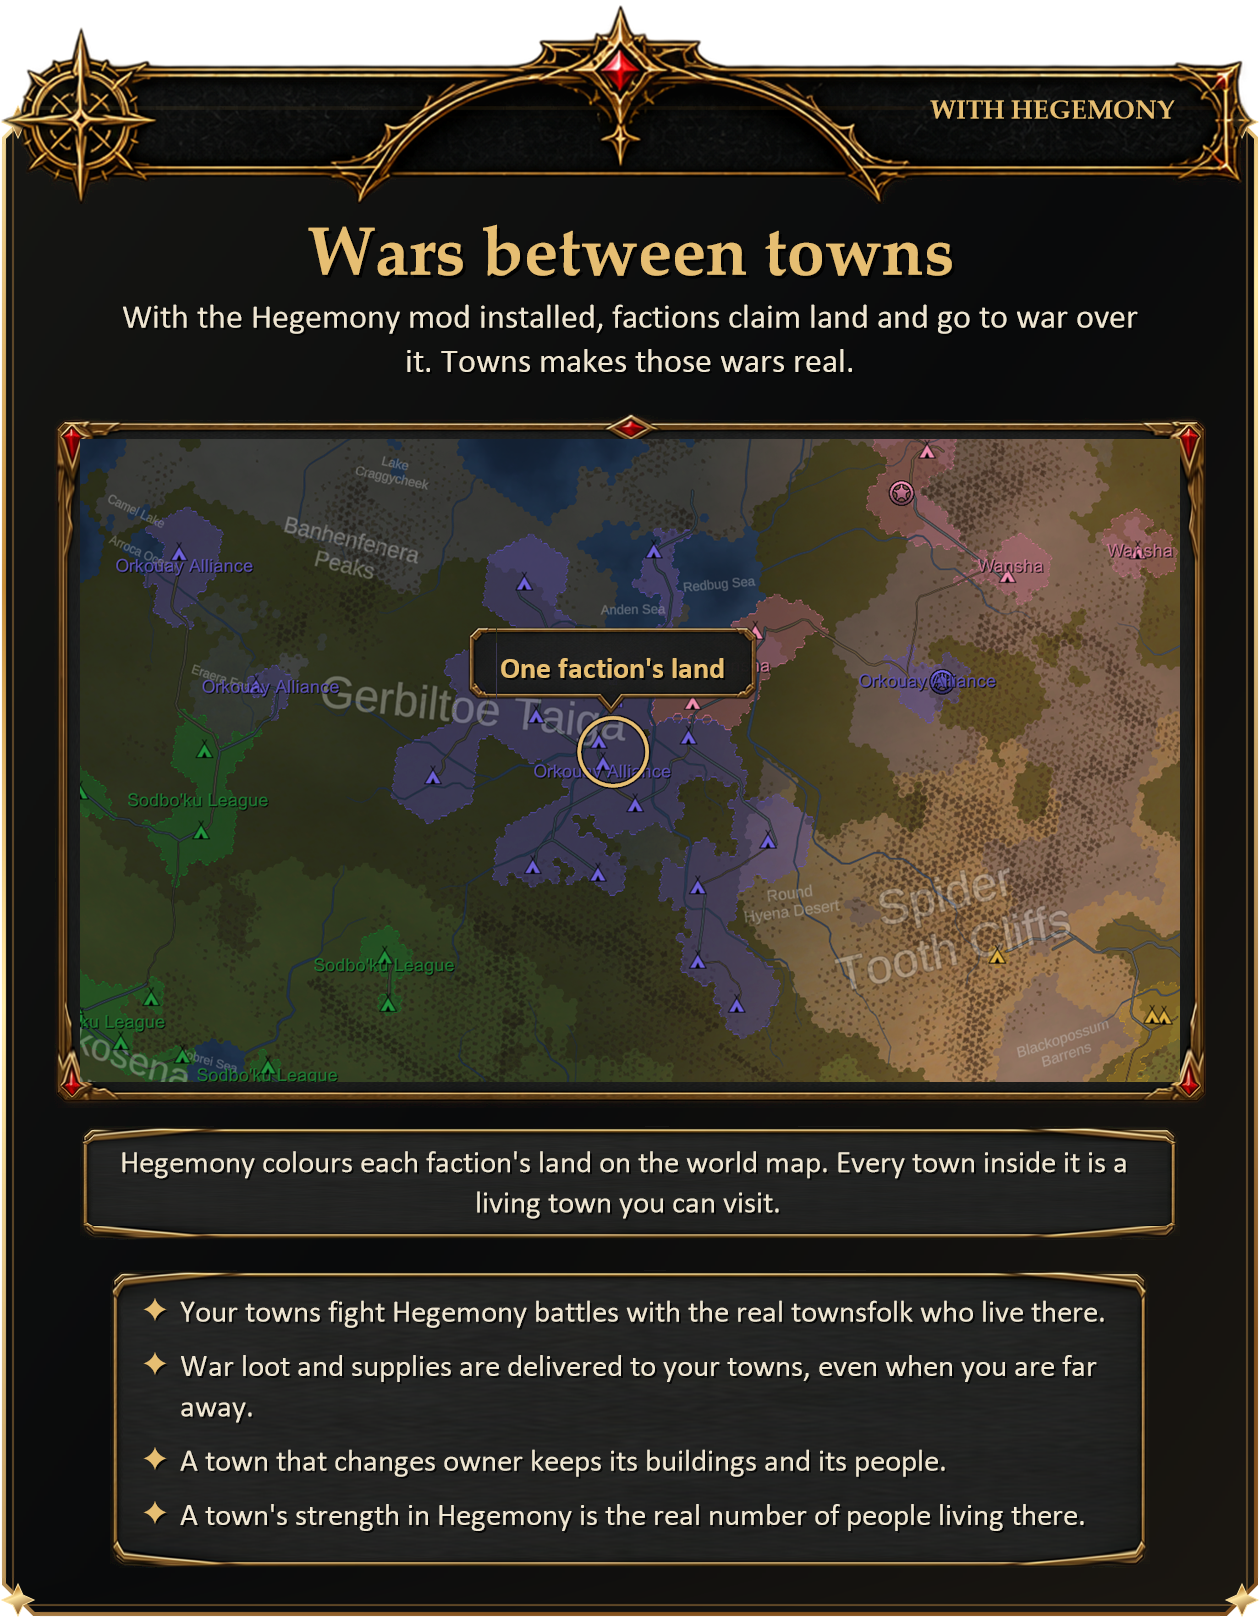 WITH HEGEMONY
Wars between towns
With the Hegemony mod installed, factions claim land and go to war over
it. Towns makes those wars real.
Lake
Craggycheek
Camel Lake
Banhenfenera
Peaks
Arroca
Orkouay Alliance
Wansha
Wansha
Redbug Sea
Anden Sea
One faction's land
Orkouay Alliance
Orkouay Alliance
Gerbiltoe Taiga
Orkouay Alliance
Sodbo'ku League
Round
Hyena Desert
Spider
Tooth Cliffs
Sodbo'ku League
ku League
Blackopossum
Barrens
Sodbo'ku League
Hegemony colours each faction's land on the world map. Every town inside it is a
living town you can visit.
Your towns fight Hegemony battles with the real townsfolk who live there.
War loot and supplies are delivered to your towns, even when you are far
away.
A town that changes owner keeps its buildings and its people.
A town's strength in Hegemony is the real number of people living there.